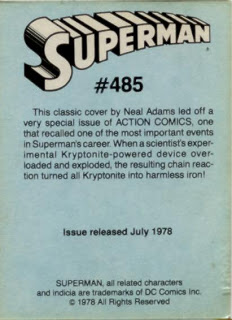 SUPERMAN
#485
This classic cover by Neal Adams led off a
very special issue of ACTION COMICS, one
that recalled one of the most important events
in Superman's career. When a scientist's exper-
imental Kryptonite-powered device over-
loaded and exploded, the resulting chain reac-
tion turned all Kryptonite into harmless iron!
Issue released July 1978
SUPERMAN, all related characters
and indicia are trademarks of DC Comics Inc.
© 1978 All Rights Reserved